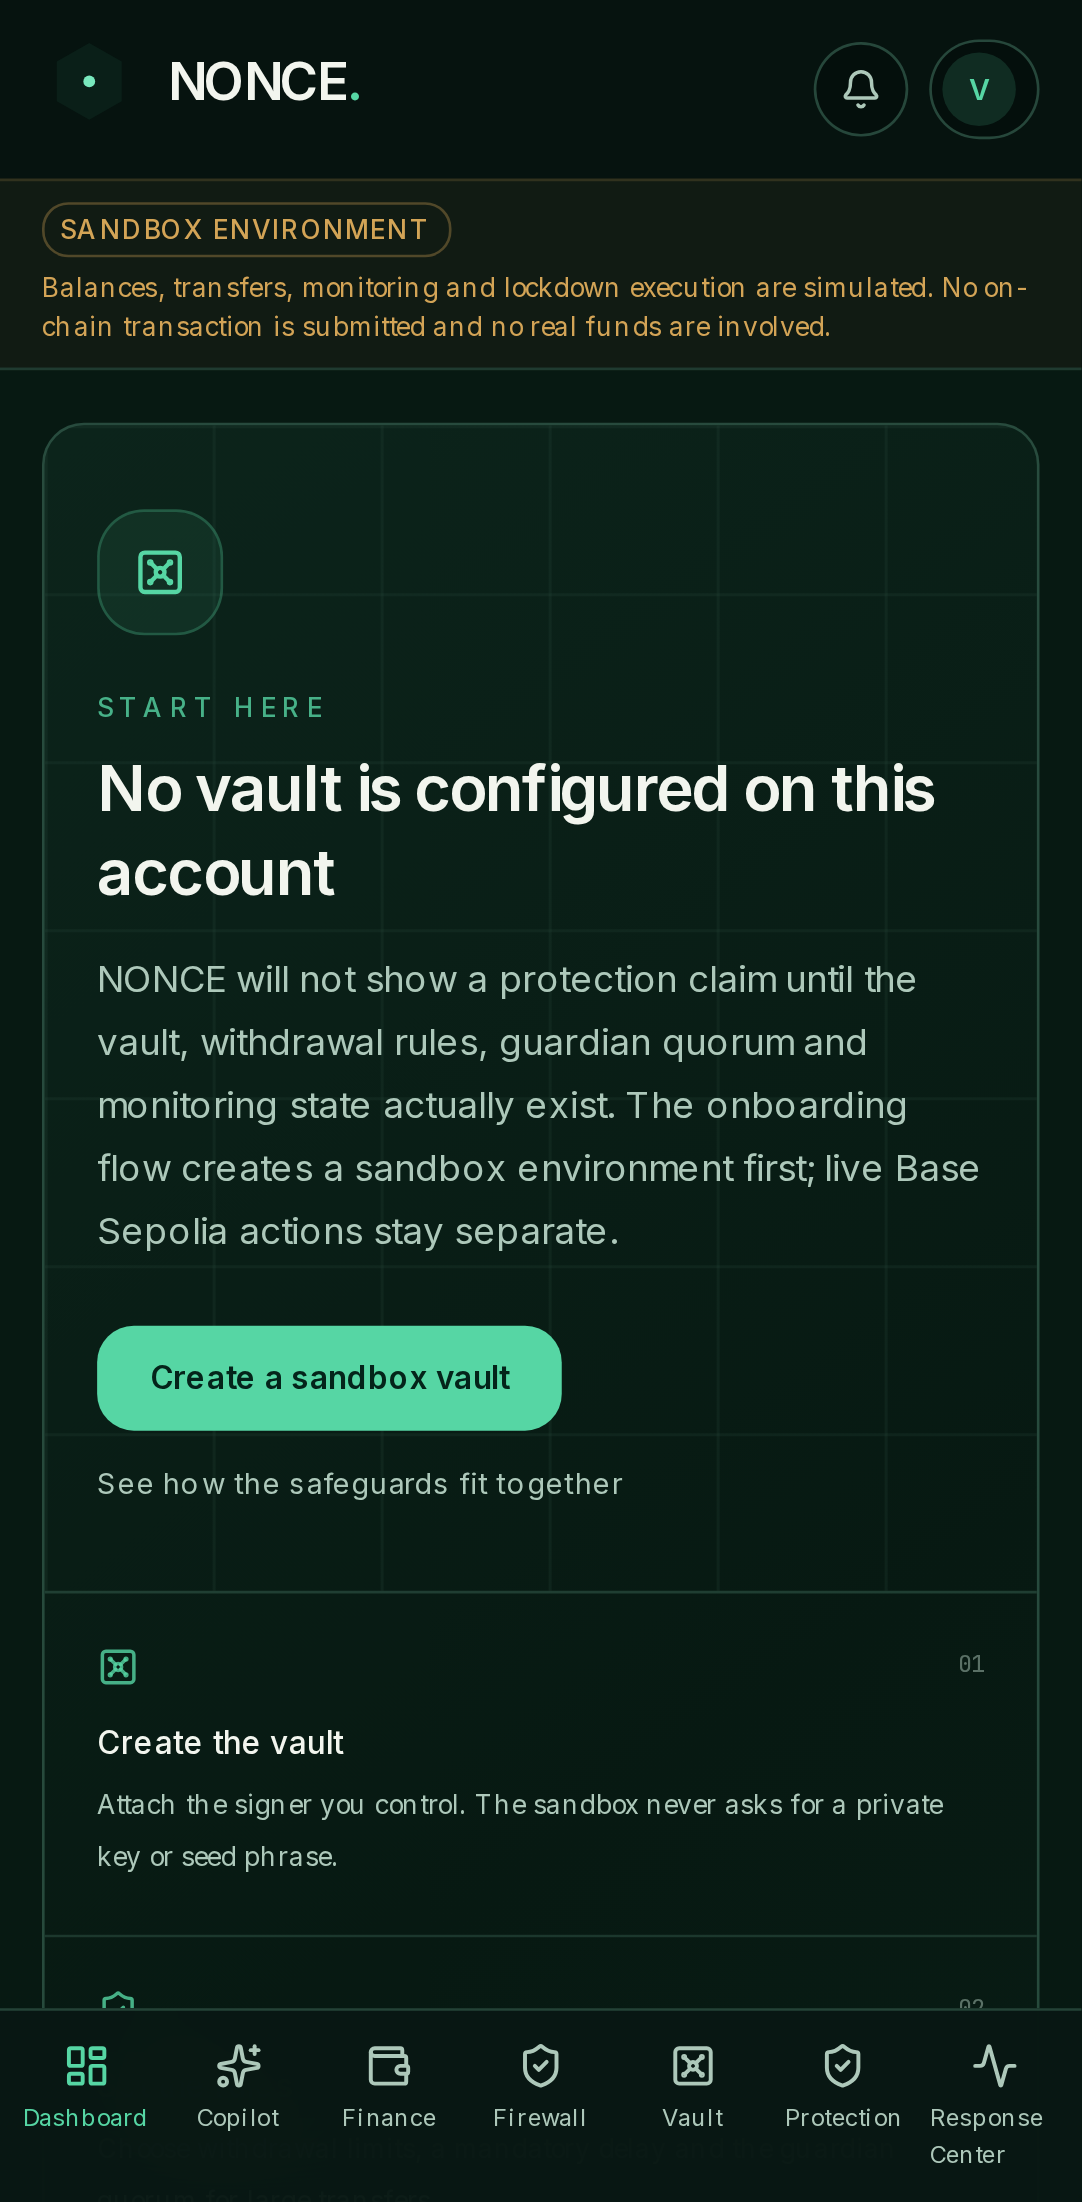 NONCE.
V
SANDBOX ENVIRONMENT
Balances, transfers, monitoring and lockdown execution are simulated. No on-
chain transaction is submitted and no real funds are involved.
START HERE
No vault is configured on this
account
NONCE will not show a protection claim until the
vault, withdrawal rules, guardian quorum and
monitoring state actually exist. The onboarding
flow creates a sandbox environment first; live Base
Sepolia actions stay separate.
Create a sandbox vault
See how the safeguards fit together
01
Create the vault
Attach the signer you control. The sandbox never asks for a private
key or seed phrase.
02
Dashboard
Copilot
Finance
Firewall
Vault
Protection
Response
Center